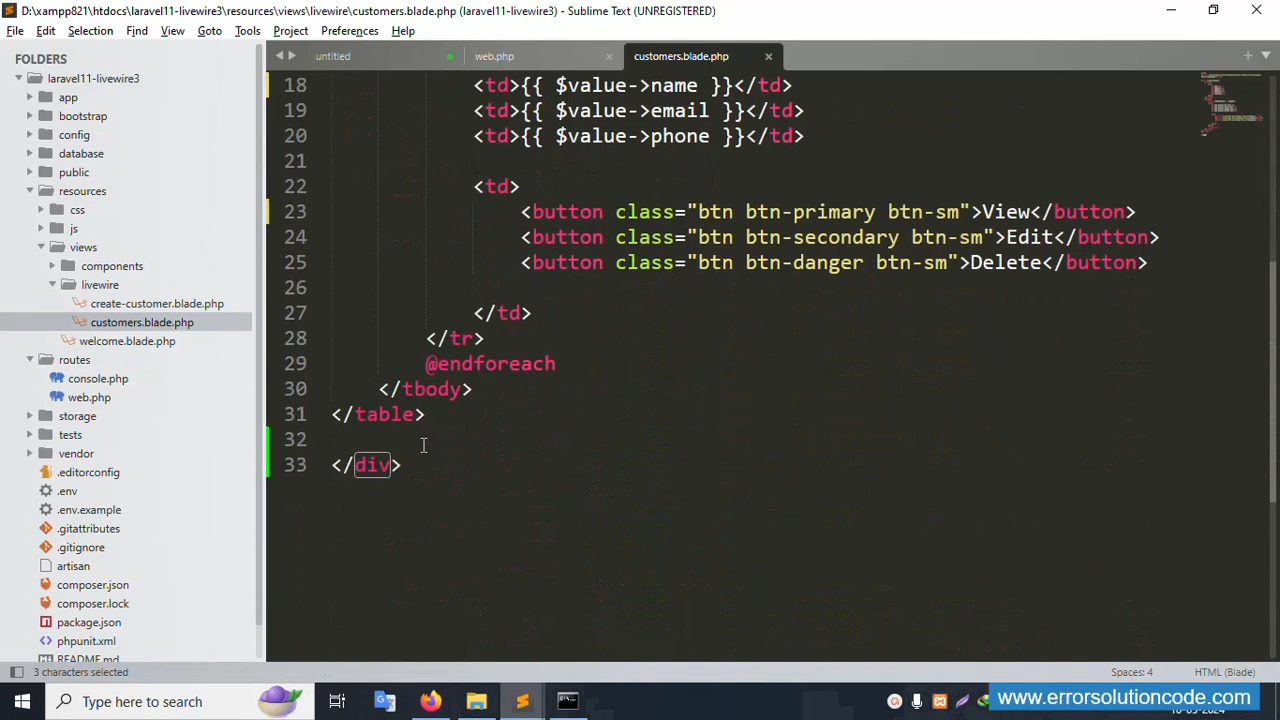 D:\xampp821\htdocs\laravel11-livewire3\resources\views\livewire\customers.blade.php (laravel11-livewire3) - Sublime Text (UNREGISTERED)
File Edit Selection Find View Goto Tools Project Preferences Help
FOLDERS
laravel11-livewire3
app
bootstrap
config
database
public
resources
css
js
views
components
livewire
create-customer.blade.php
customers.blade.php
welcome.blade.php
routes
console.php
web.php
storage
tests
vendor
.editorconfig
.env
.env.example
.gitattributes
.gitignore
artisan
composer.json
composer.lock
package.json
phpunit.xml
README.md
untitled web.php customers.blade.php
18 <td>{{ $value->name }}</td>
19 <td>{{ $value->email }}</td>
20 <td>{{ $value->phone }}</td>
21
22 <td>
23 <button class="btn btn-primary btn-sm">View</button>
24 <button class="btn btn-secondary btn-sm">Edit</button>
25 <button class="btn btn-danger btn-sm">Delete</button>
26
27 </td>
28 </tr>
29 @endforeach
30 </tbody>
31 </table>
32
33 </div>
3 characters selected
Spaces: 4 HTML (Blade)
Type here to search
www.errorsolutioncode.com